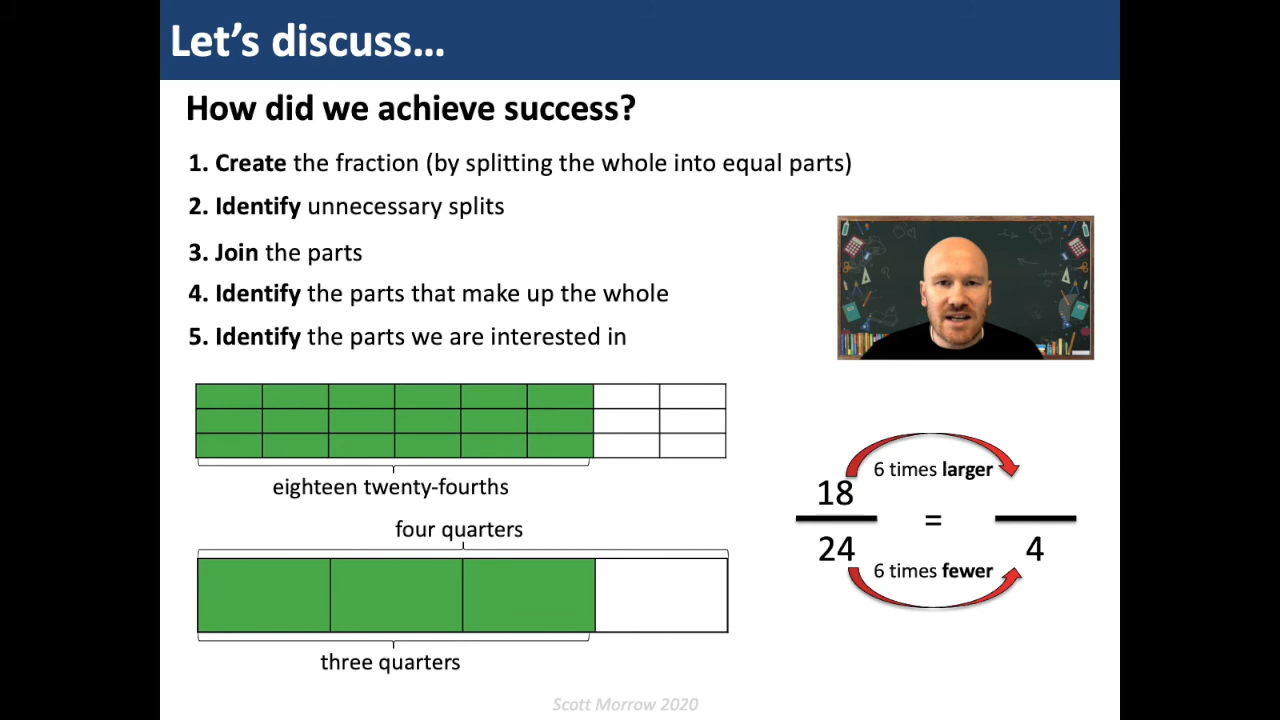 Let's discuss...
How did we achieve success?
1. Create the fraction (by splitting the whole into equal parts)
2. Identify unnecessary splits
3. Join the parts
4. Identify the parts that make up the whole
5. Identify the parts we are interested in
eighteen twenty-fourths
four quarters
three quarters
6 times larger
18
=
24
4
6 times fewer
Scott Morrow 2020